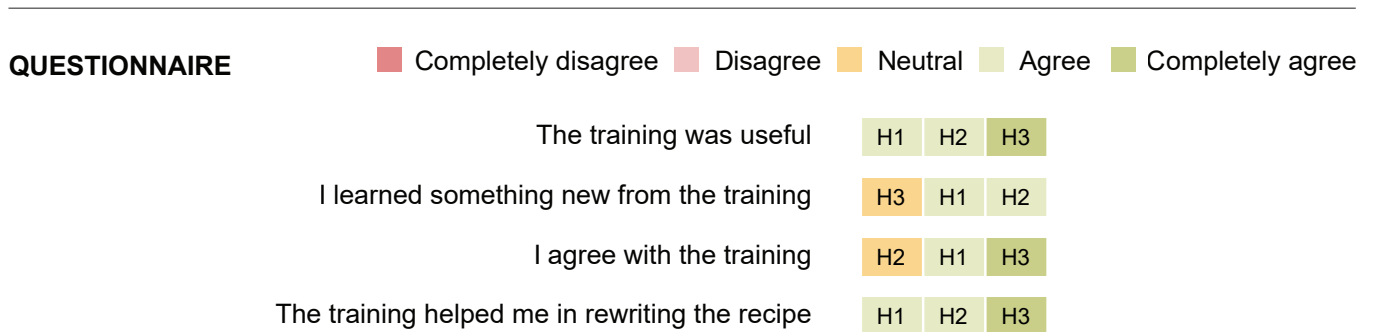 QUESTIONNAIRE Completely disagree Disagree Neutral Agree Completely agree
The training was useful H1 H2 H3
I learned something new from the training H3 H1 H2
I agree with the training H2 H1 H3
The training helped me in rewriting the recipe H1 H2 H3